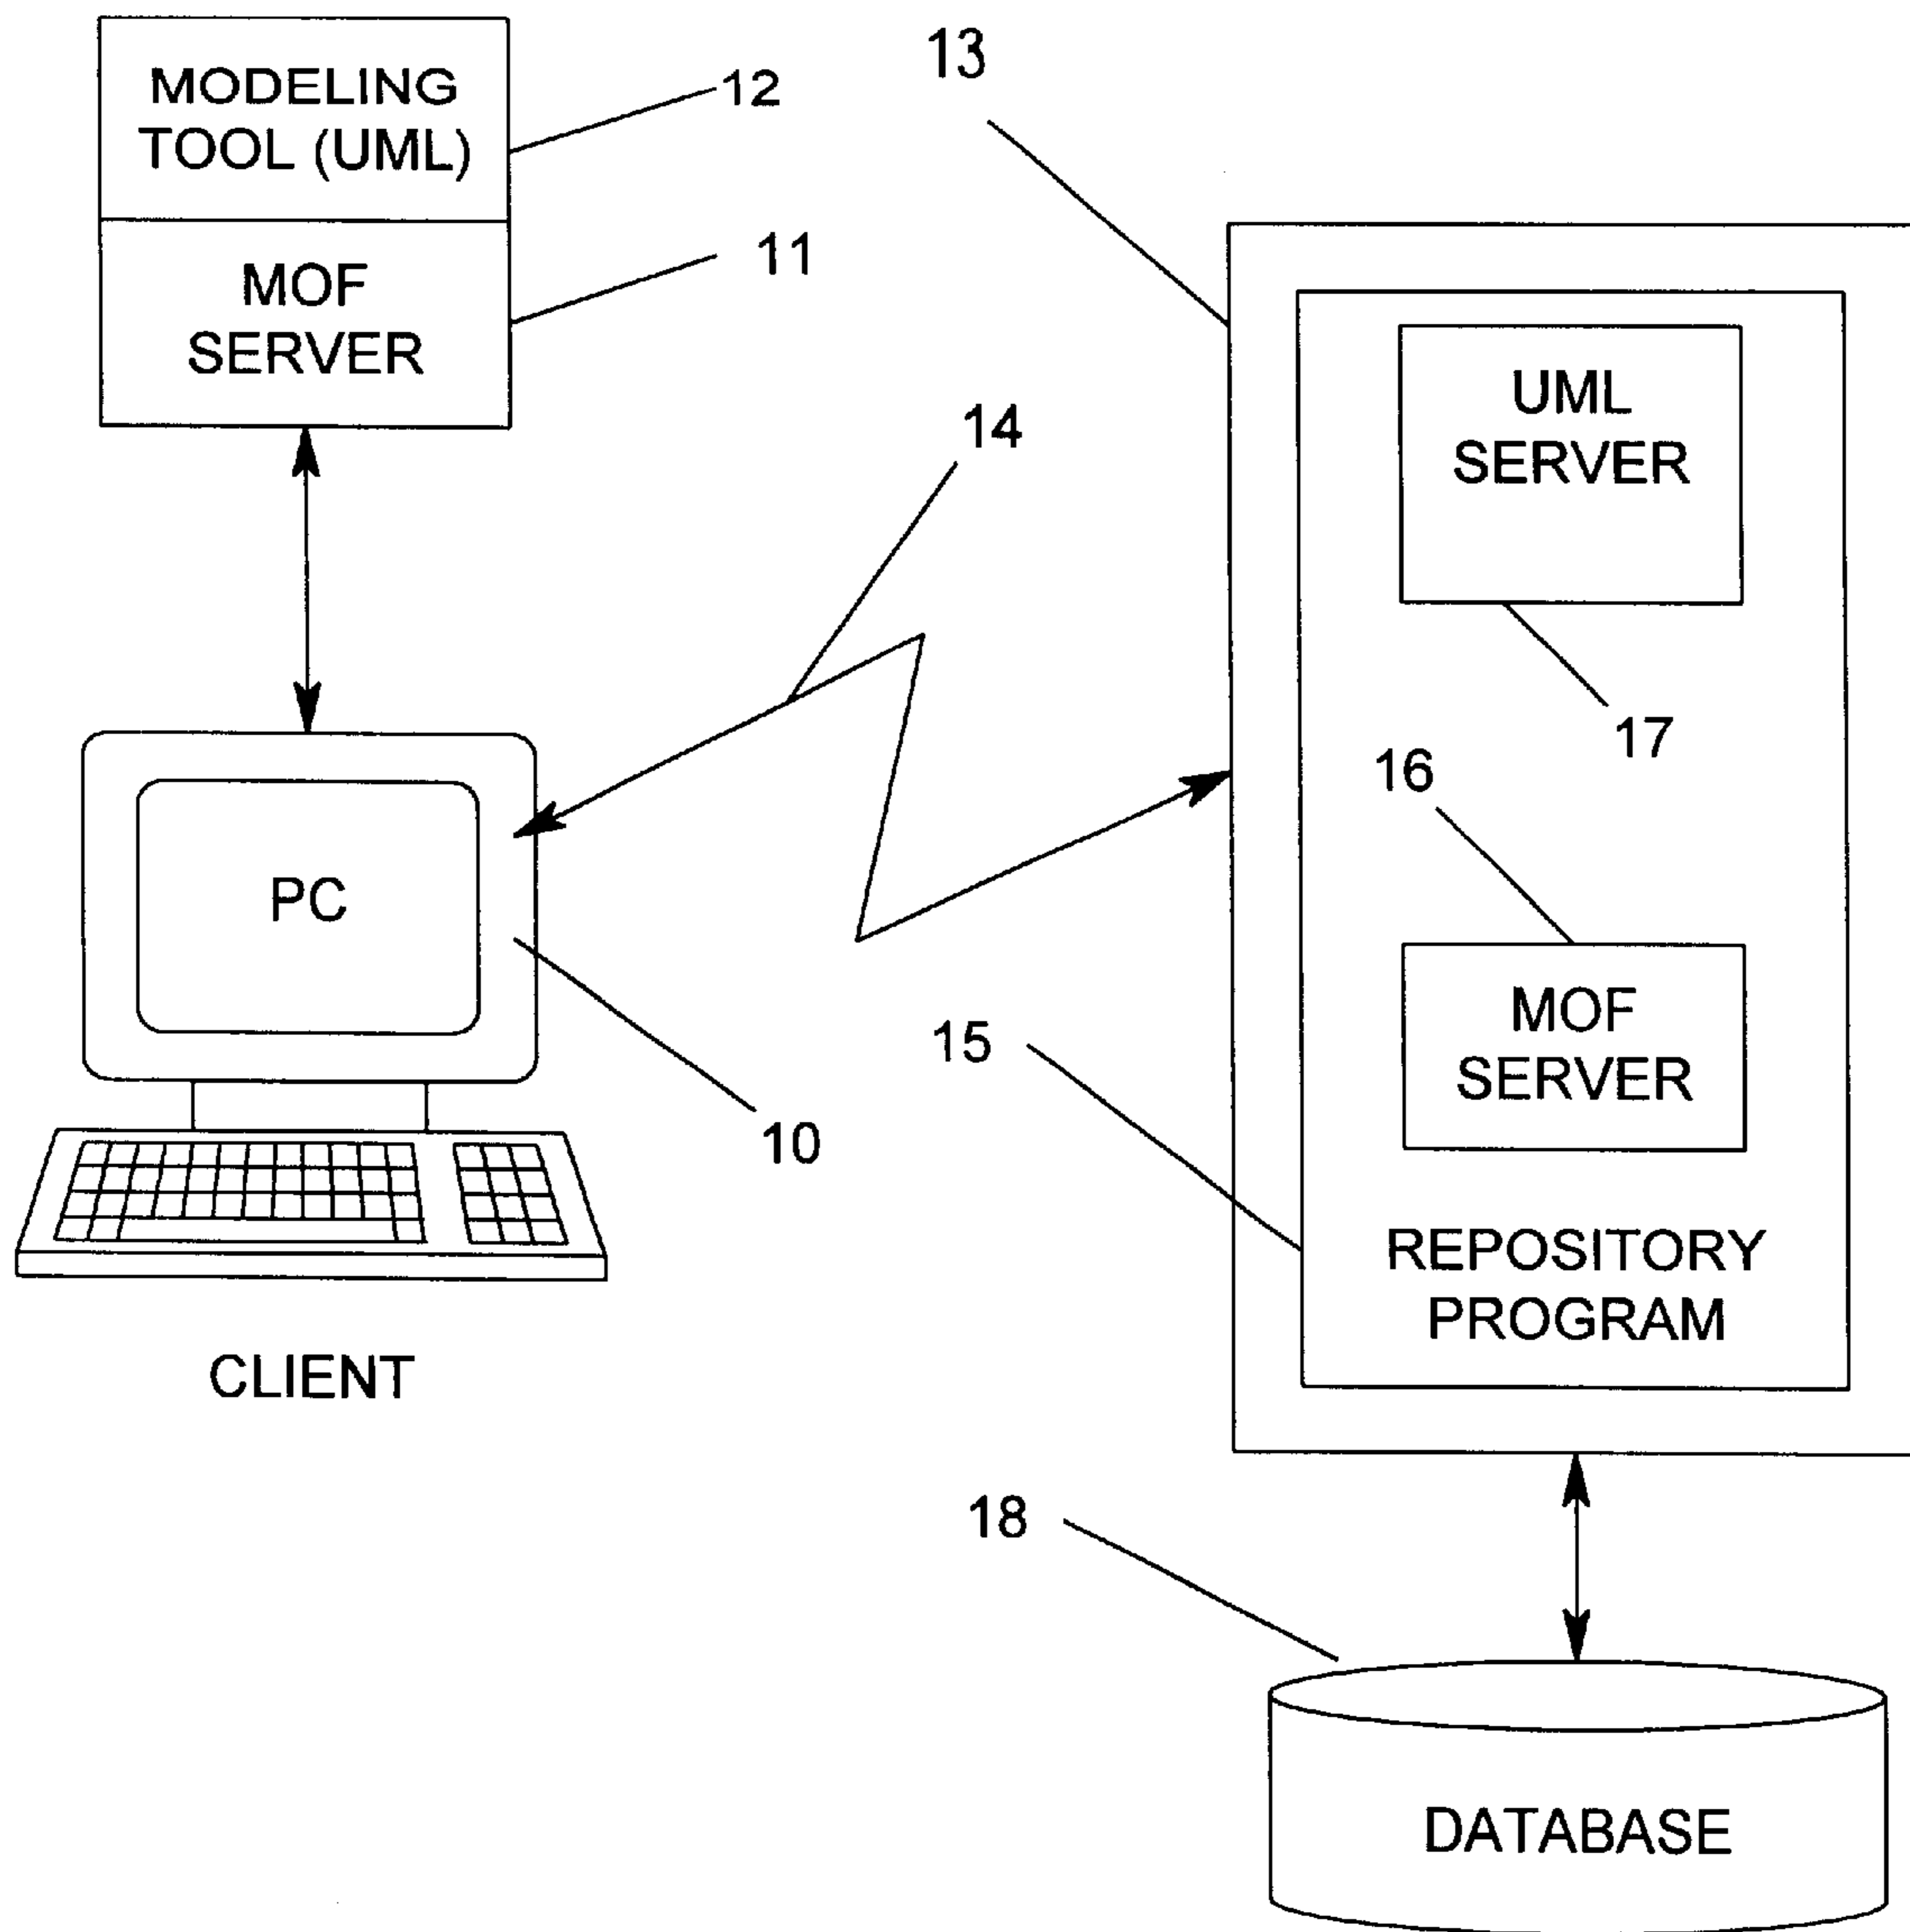 MODELING
TOOL (UML)
12
MOF
SERVER
11
PC
10
CLIENT
14
13
UML
SERVER
17
16
MOF
SERVER
15
REPOSITORY
PROGRAM
18
DATABASE